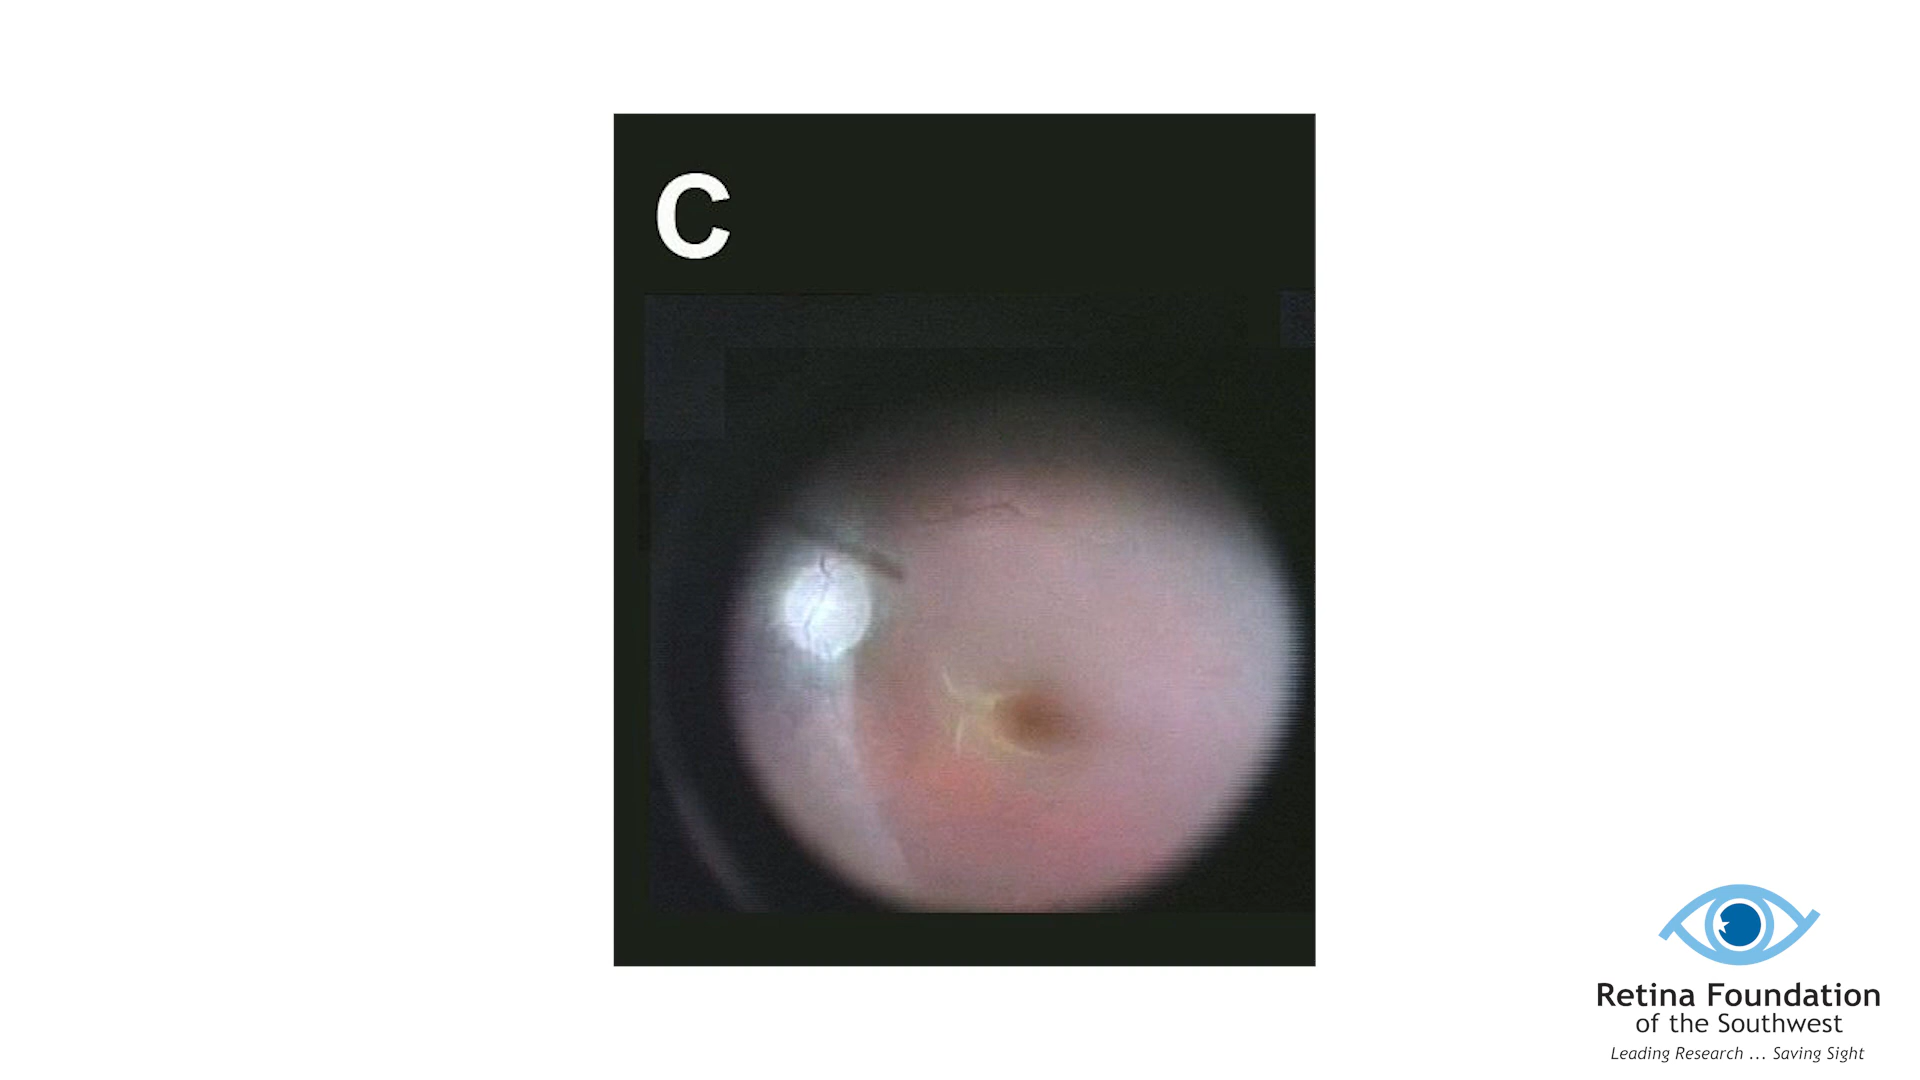 C
Retina Foundation
of the Southwest
Leading Research ... Saving Sight